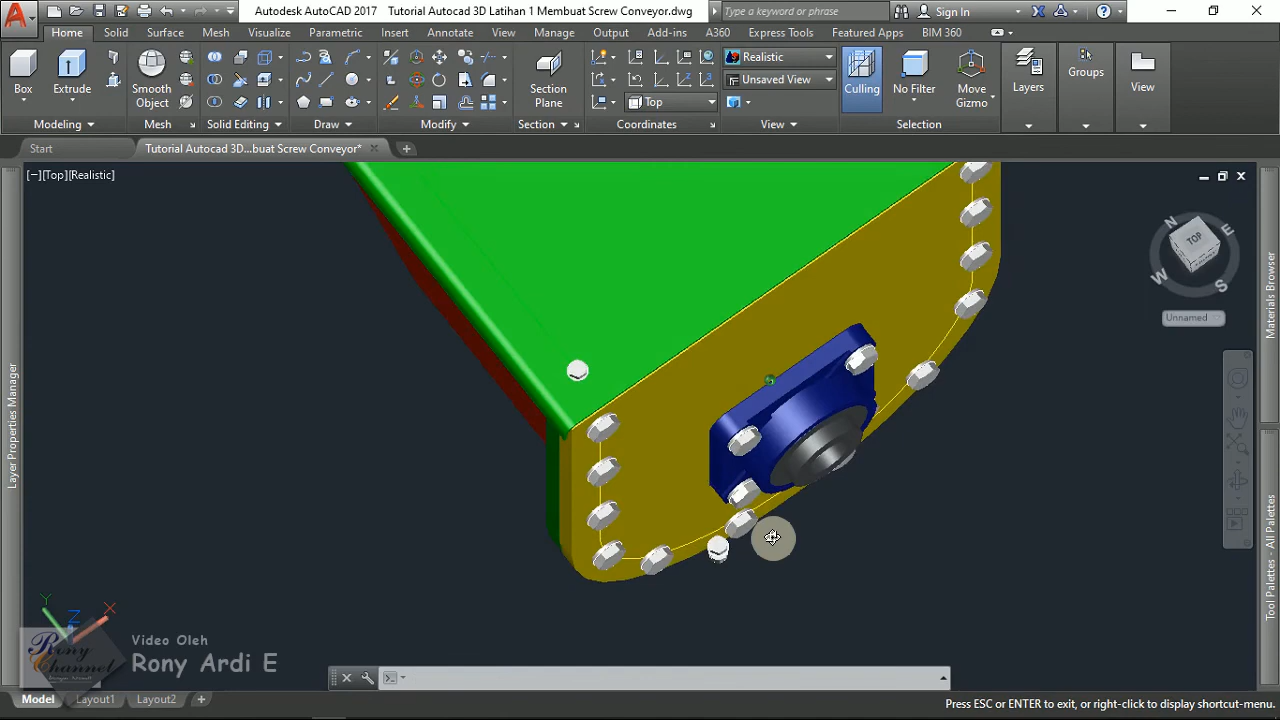 Autodesk AutoCAD 2017 Tutorial Autocad 3D Latihan 1 Membuat Screw Conveyor.dwg Type a keyword or phrase Sign In
Home Solid Surface Mesh Visualize Parametric Insert Annotate View Manage Output Add-ins A360 Express Tools Featured Apps BIM 360
Realistic
Unsaved View
Top
Box Extrude Smooth Object Section Plane Culling No Filter Move Gizmo Layers Groups View
Modeling Mesh Solid Editing Draw Modify Section Coordinates View Selection
Start Tutorial Autocad 3D...buat Screw Conveyor*
[−][Top][Realistic]
N
E
TOP
W
S
Unnamed
Materials Browser
Layer Properties Manager
Tool Palettes - All Palettes
Y
Z
X
Rony
Channel
Video Oleh
Rony Ardi E
Model Layout1 Layout2
Press ESC or ENTER to exit, or right-click to display shortcut-menu.